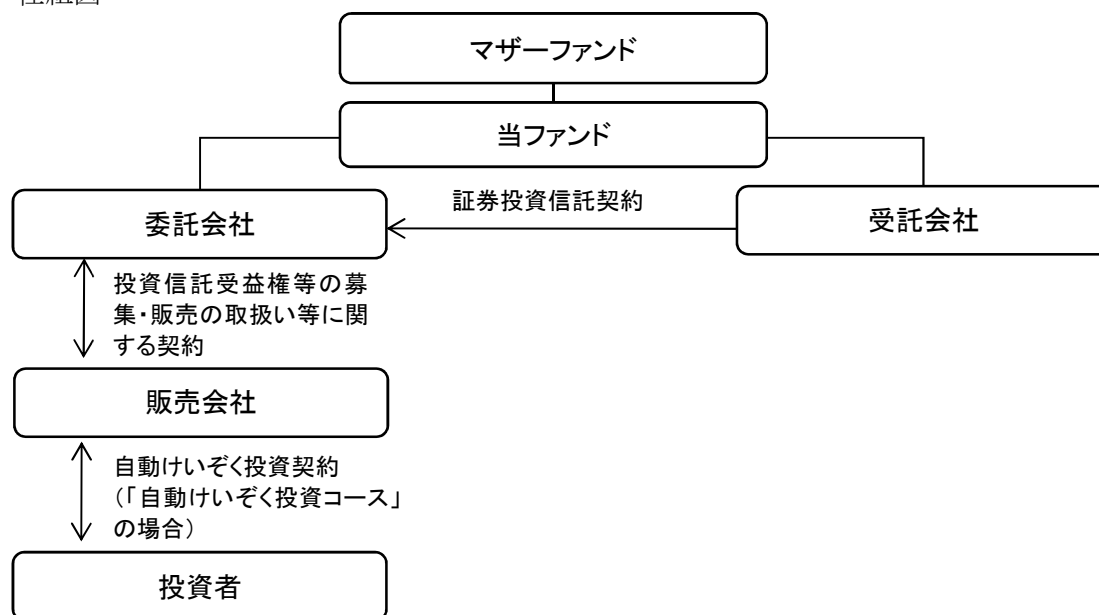 マザーファンド
当ファンド
証券投資信託契約
委託会社
受託会社
投資信託受益権等の募
集・販売の取扱い等に関
する契約
販売会社
自動けいぞく投資契約
(「自動けいぞく投資コース」
の場合)
投資者